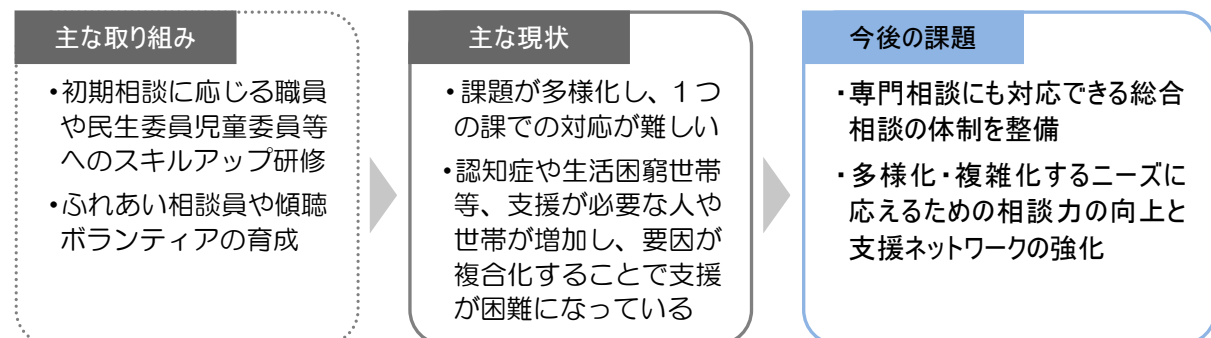 主な取り組み
・初期相談に応じる職員
や民生委員児童委員等
へのスキルアップ研修
・ふれあい相談員や傾聴
ボランティアの育成
主な現状
・課題が多様化し、１つ
の課での対応が難しい
・認知症や生活困窮世帯
等、支援が必要な人や
世帯が増加し、要因が
複合化することで支援
が困難になっている
今後の課題
・専門相談にも対応できる総合
相談の体制を整備
・多様化・複雑化するニーズに
応えるための相談力の向上と
支援ネットワークの強化